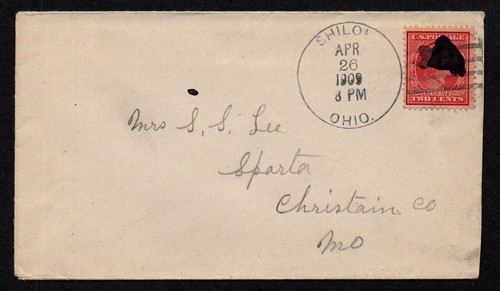 SHILOH
APR
26
1909
8 PM
OHIO.
U.S. POSTAGE
TWO CENTS
Mrs S. S. Lee
Sparta
Christain Co
Mo